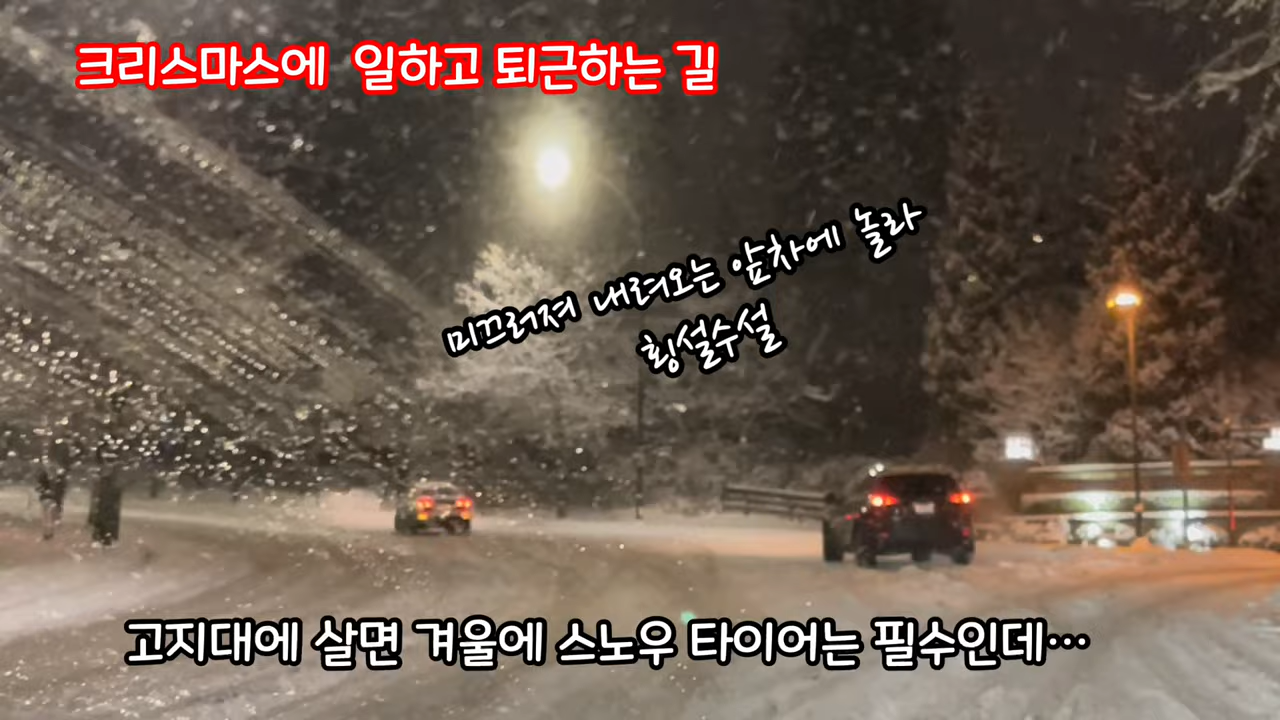 크리스마스에 일하고 퇴근하는 길
미끄러져 내려오는 앞차에 놀라
횡설수설
고지대에 살면 겨울에 스노우 타이어는 필수인데…